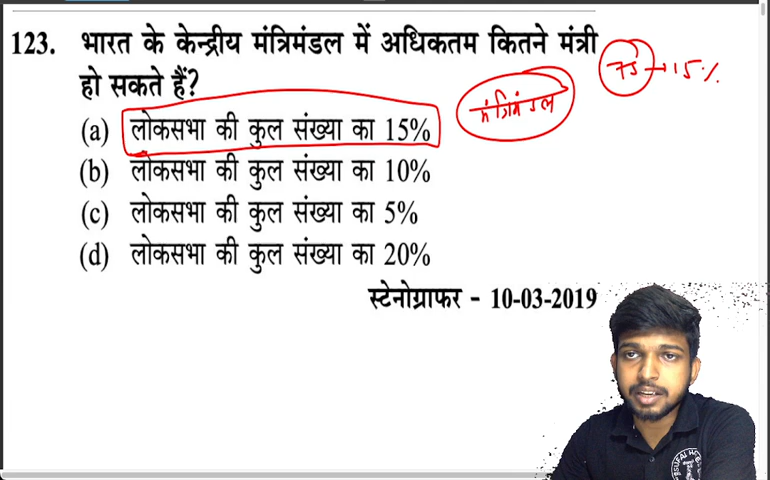 123. भारत के केन्द्रीय मंत्रिमंडल में अधिकतम कितने मंत्री
हो सकते हैं?
75 → 15%
मंत्रिमंडल
(a) लोकसभा की कुल संख्या का 15%
(b) लोकसभा की कुल संख्या का 10%
(c) लोकसभा की कुल संख्या का 5%
(d) लोकसभा की कुल संख्या का 20%
स्टेनोग्राफर - 10-03-2019